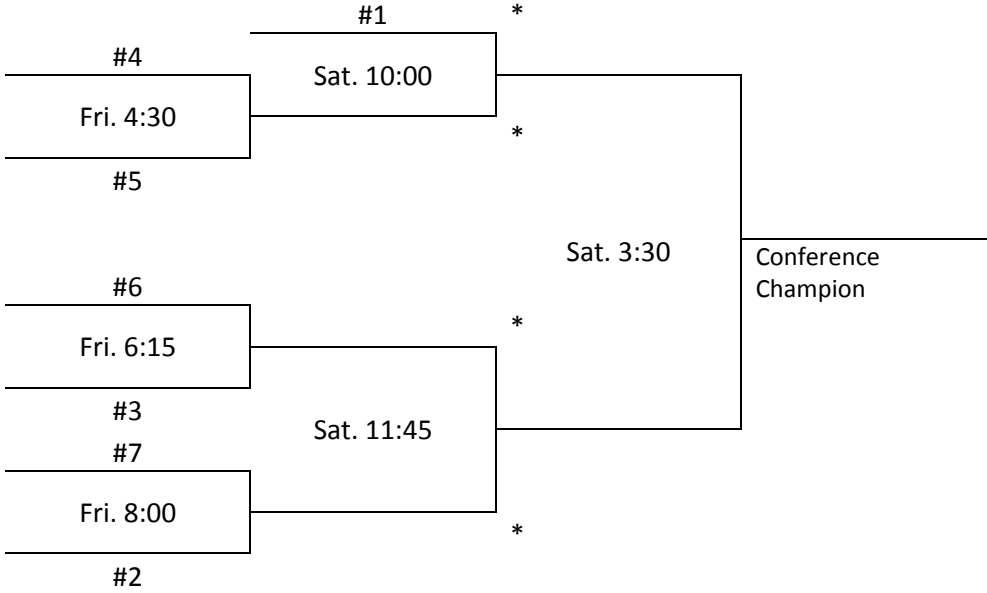 #1
*
#4
Sat. 10:00
Fri. 4:30
*
#5
Sat. 3:30
Conference
Champion
#6
*
Fri. 6:15
#3
Sat. 11:45
#7
Fri. 8:00
*
#2